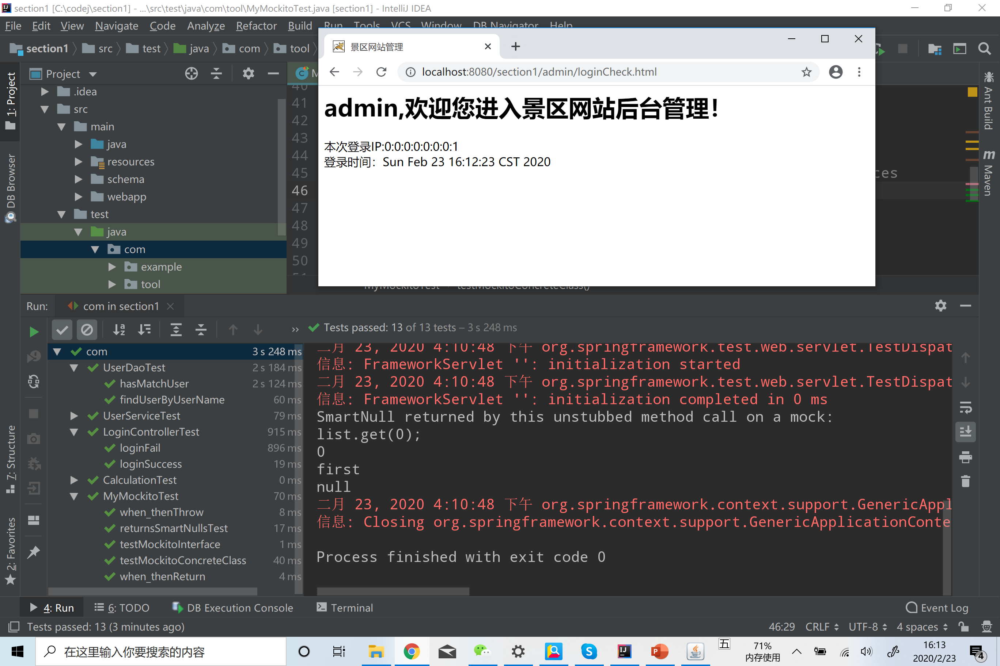 section1 [C:\codej\section1] - ...\src\test\java\com\tool\MyMockitoTest.java [section1] - IntelliJ IDEA
File Edit View Navigate Code Analyze Refactor Build Run Tools VCS Window DB Navigator Help
section1 src test java com tool
景区网站管理
localhost:8080/section1/admin/loginCheck.html
admin,欢迎您进入景区网站后台管理！
本次登录IP:0:0:0:0:0:0:0:1
登录时间：Sun Feb 23 16:12:23 CST 2020
1: Project
DB Browser
7: Structure
2: Favorites
Ant Build
Maven
Project
.idea
src
main
java
resources
schema
webapp
test
java
com
example
tool
M
40
41
42
43
44
45
46
47
48
49
50
51
ces
MyMockitoTest testMockitoConcreteClass()
Run: com in section1
Tests passed: 13 of 13 tests – 3 s 248 ms
com 3 s 248 ms
UserDaoTest 2 s 184 ms
hasMatchUser 2 s 124 ms
findUserByUserName 60 ms
UserServiceTest 79 ms
LoginControllerTest 915 ms
loginFail 896 ms
loginSuccess 19 ms
CalculationTest 0 ms
MyMockitoTest 70 ms
when_thenThrow 8 ms
returnsSmartNullsTest 17 ms
testMockitoInterface 1 ms
testMockitoConcreteClass 40 ms
when_thenReturn 4 ms
二月 23, 2020 4:10:48 下午 org.springframework.test.web.servlet.TestDispat
信息: FrameworkServlet '': initialization started
二月 23, 2020 4:10:48 下午 org.springframework.test.web.servlet.TestDispat
信息: FrameworkServlet '': initialization completed in 0 ms
SmartNull returned by this unstubbed method call on a mock:
list.get(0);
0
first
null
二月 23, 2020 4:10:48 下午 org.springframework.context.support.GenericAppl
信息: Closing org.springframework.context.support.GenericApplicationConte
Process finished with exit code 0
4: Run 6: TODO DB Execution Console Terminal Event Log
Tests passed: 13 (3 minutes ago) 46:29 CRLF UTF-8 4 spaces
在这里输入你要搜索的内容
五
71%
内存使用
16:13
2020/2/23
4